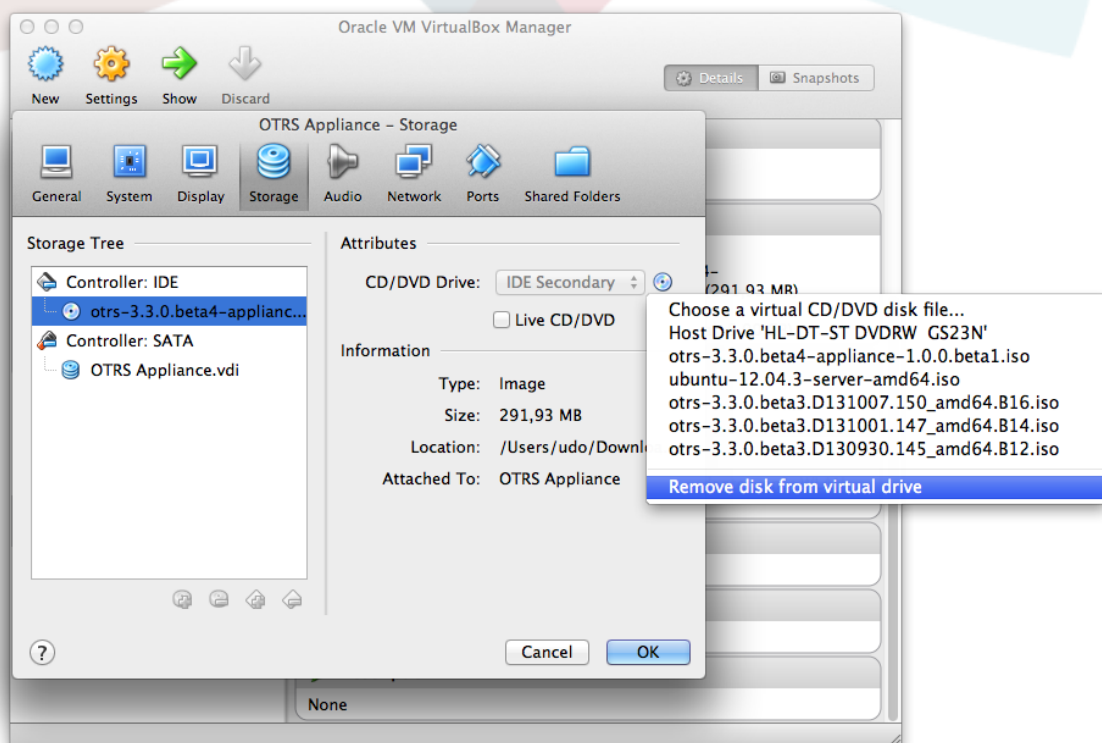 Oracle VM VirtualBox Manager
New Settings Show Discard
Details Snapshots
OTRS Appliance – Storage
General System Display Storage Audio Network Ports Shared Folders
Storage Tree
Controller: IDE
otrs-3.3.0.beta4-applianc...
Controller: SATA
OTRS Appliance.vdi
Attributes
CD/DVD Drive: IDE Secondary
Live CD/DVD
Information
Type: Image
Size: 291,93 MB
Location: /Users/udo/Downl
Attached To: OTRS Appliance
(291,93 MB)
Choose a virtual CD/DVD disk file...
Host Drive 'HL-DT-ST DVDRW GS23N'
otrs-3.3.0.beta4-appliance-1.0.0.beta1.iso
ubuntu-12.04.3-server-amd64.iso
otrs-3.3.0.beta3.D131007.150_amd64.B16.iso
otrs-3.3.0.beta3.D131001.147_amd64.B14.iso
otrs-3.3.0.beta3.D130930.145_amd64.B12.iso
Remove disk from virtual drive
?
Cancel OK
None